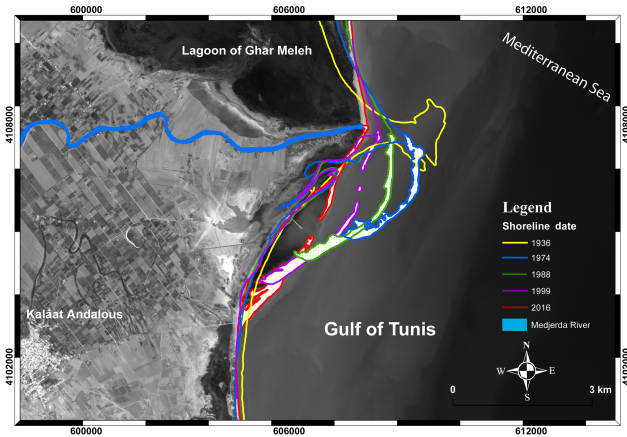 600000 606000 612000
Lagoon of Ghar Meleh
Mediterranean Sea
4108000
4108000
Legend
Shoreline date
1936
1974
1988
1999
2016
Medjerda River
Kalâat Andalous
Gulf of Tunis
N
W E
S
0 3 km
4102000
4102000
600000 606000 612000